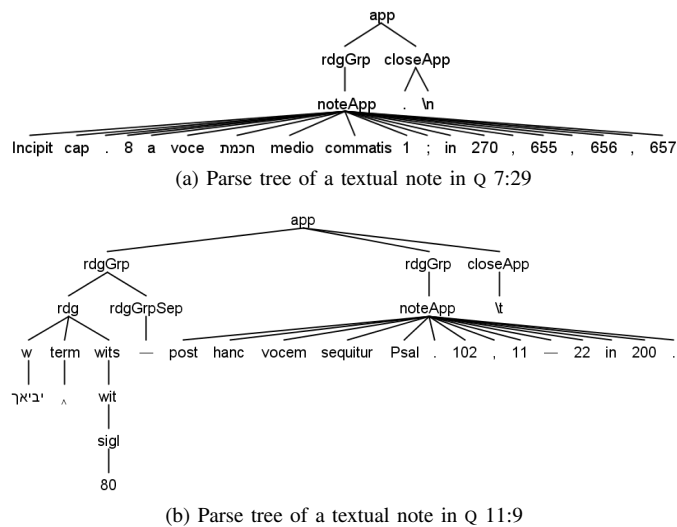 app
rdgGrp closeApp
noteApp . \n
Incipit cap . 8 a voce חכמת medio commatis 1 ; in 270 , 655 , 656 , 657
(a) Parse tree of a textual note in Q 7:29
app
rdgGrp rdgGrp closeApp
rdg rdgGrpSep noteApp \t
w term wits — post hanc vocem sequitur Psal . 102 , 11 — 22 in 200 .
יביאך ^ wit
sigl
80
(b) Parse tree of a textual note in Q 11:9